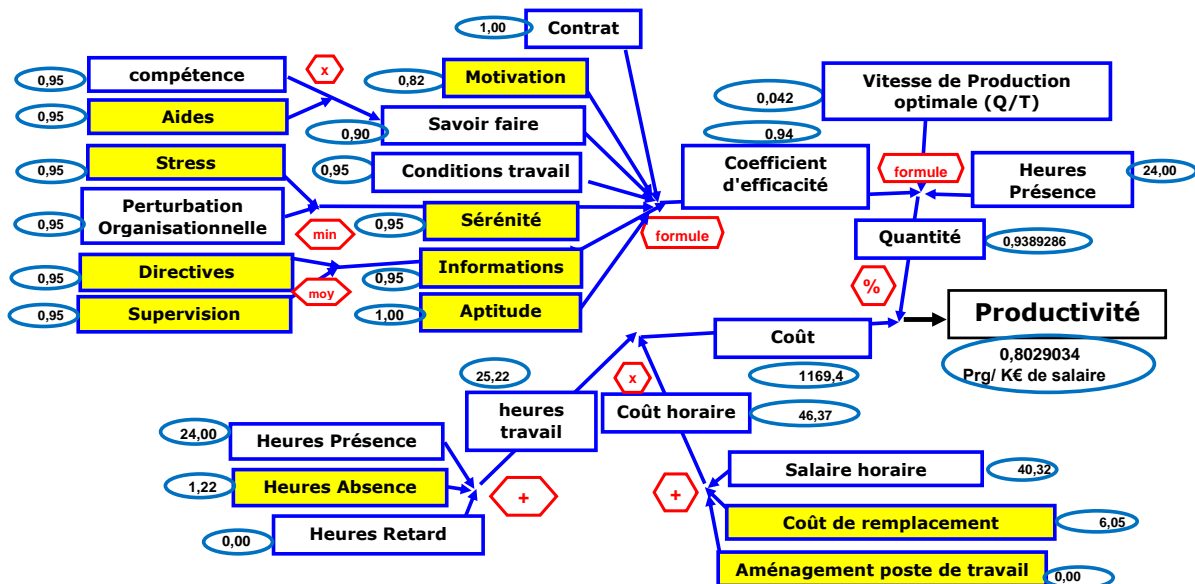 1,00
Contrat
0,95
compétence
x
0,82
Motivation
0,95
Aides
0,90
Savoir faire
0,042
Vitesse de Production
optimale (Q/T)
0,95
Stress
0,95
Conditions travail
0,94
Coefficient
d'efficacité
formule
Heures
Présence
24,00
0,95
Perturbation
Organisationnelle
min
0,95
Sérénité
formule
Quantité
0,9389286
0,95
Directives
moy
0,95
Informations
%
0,95
Supervision
1,00
Aptitude
Productivité
0,8029034
Prg/ K€ de salaire
Coût
1169,4
25,22
x
heures
travail
Coût horaire
46,37
24,00
Heures Présence
1,22
Heures Absence
+
0,00
Heures Retard
+
Salaire horaire
40,32
Coût de remplacement
6,05
Aménagement poste de travail
0,00